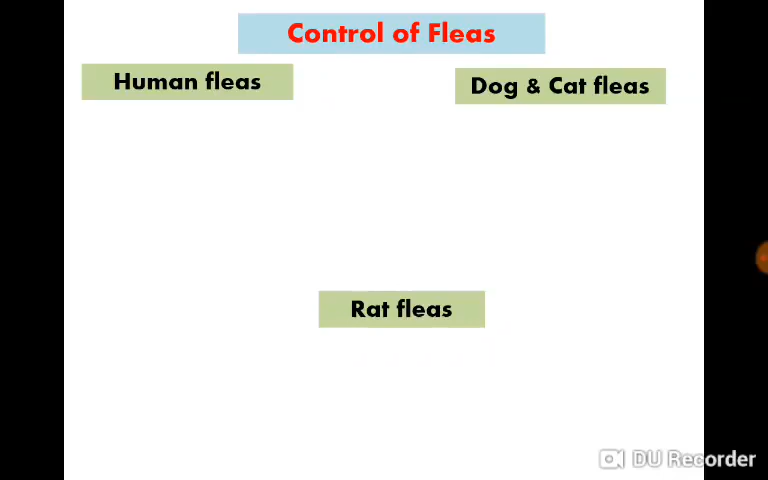 Control of Fleas
Human fleas
Dog & Cat fleas
Rat fleas
DU Recorder